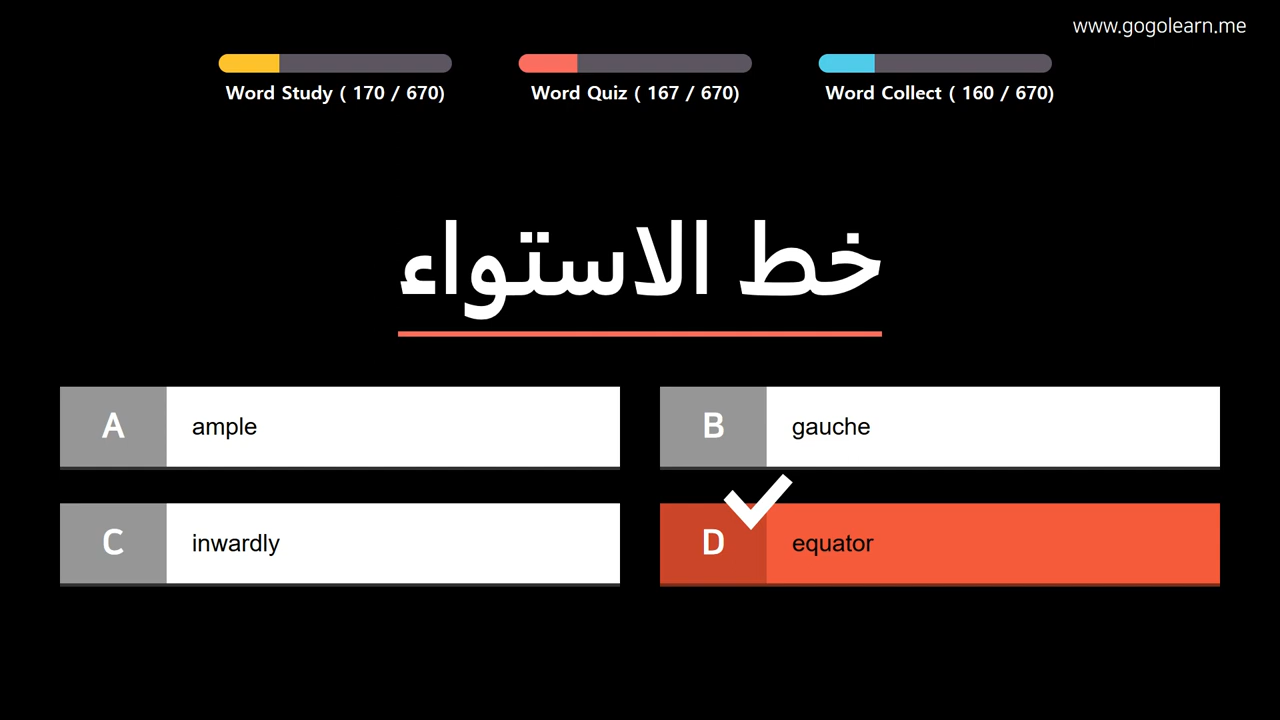 www.gogolearn.me
Word Study ( 170 / 670)
Word Quiz ( 167 / 670)
Word Collect ( 160 / 670)
خط الاستواء
A ample
B gauche
C inwardly
D equator